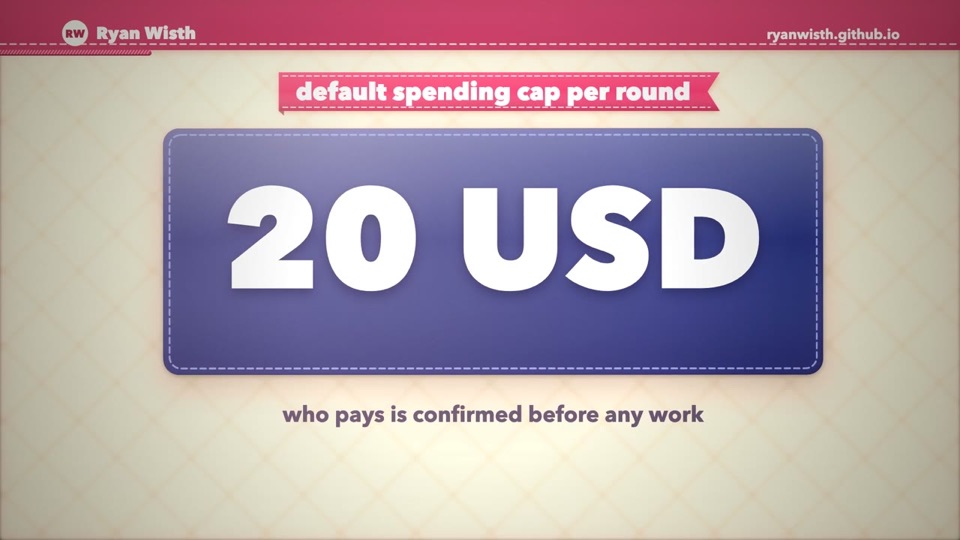 RW Ryan Wisth
ryanwisth.github.io
default spending cap per round
20 USD
who pays is confirmed before any work